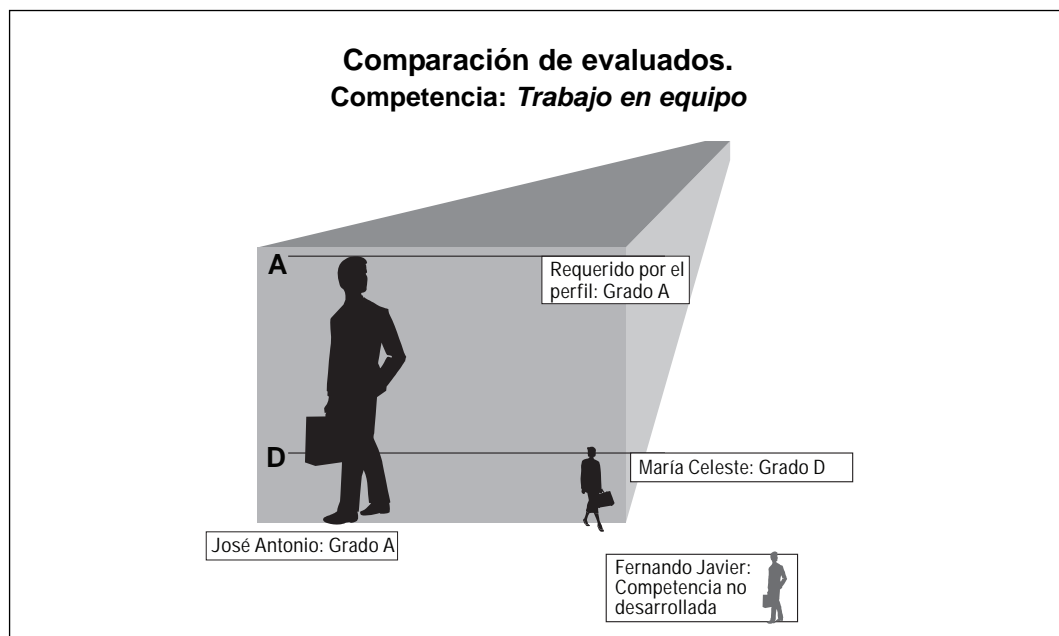 Comparación de evaluados.
Competencia: Trabajo en equipo
A
Requerido por el
perfil: Grado A
D
María Celeste: Grado D
José Antonio: Grado A
Fernando Javier:
Competencia no
desarrollada